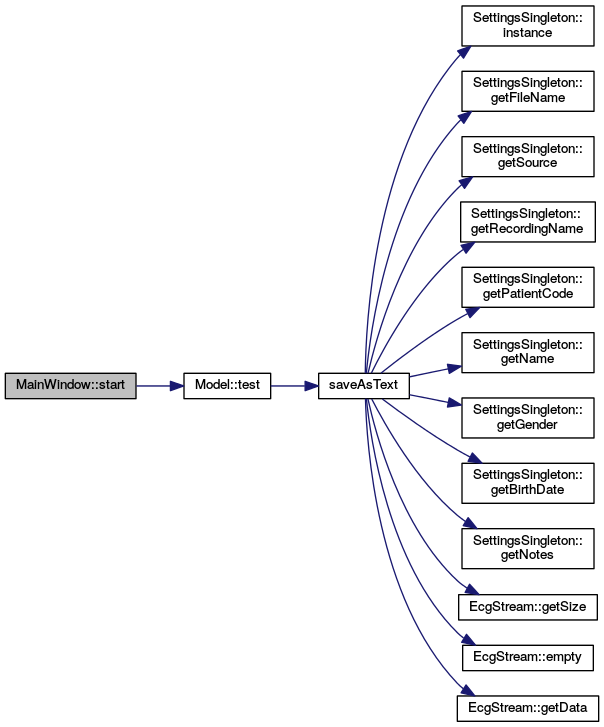 SettingsSingleton::
instance
SettingsSingleton::
getFileName
SettingsSingleton::
getSource
SettingsSingleton::
getRecordingName
SettingsSingleton::
getPatientCode
SettingsSingleton::
getName
MainWindow::start
Model::test
saveAsText
SettingsSingleton::
getGender
SettingsSingleton::
getBirthDate
SettingsSingleton::
getNotes
EcgStream::getSize
EcgStream::empty
EcgStream::getData